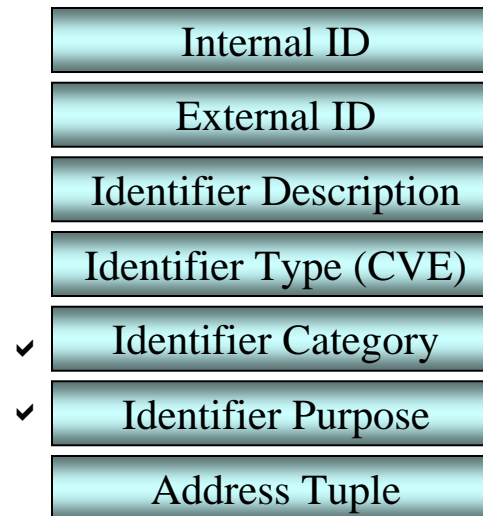 Internal ID
External ID
Identifier Description
Identifier Type (CVE)
✓ Identifier Category
✓ Identifier Purpose
Address Tuple